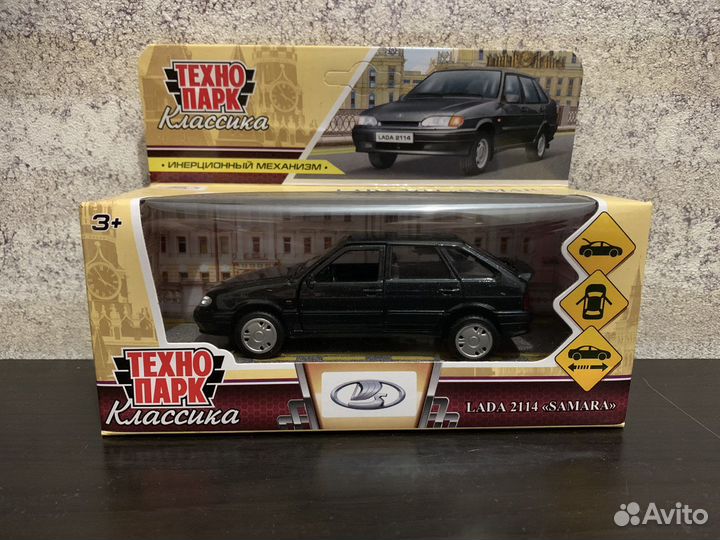 ТЕХНО
ПАРК
Классика
LADA 2114
• ИНЕРЦИОННЫЙ МЕХАНИЗМ •
3+
ТЕХНО
ПАРК
Классика
LADA 2114 «SAMARA»
Avito